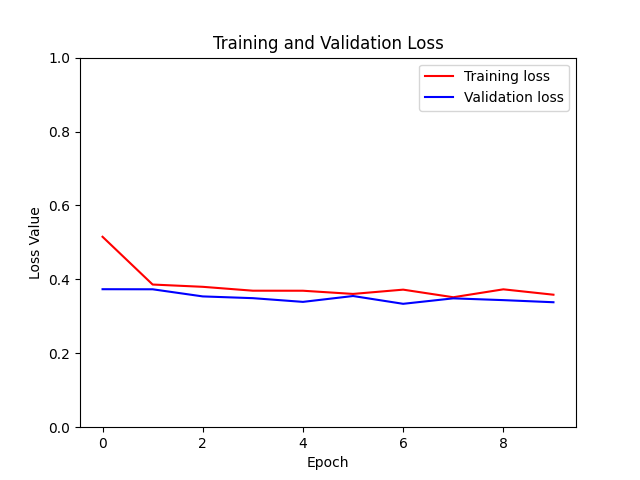 Training and Validation Loss
Training loss
Validation loss
Loss Value
1.0
0.8
0.6
0.4
0.2
0.0
0 2 4 6 8
Epoch